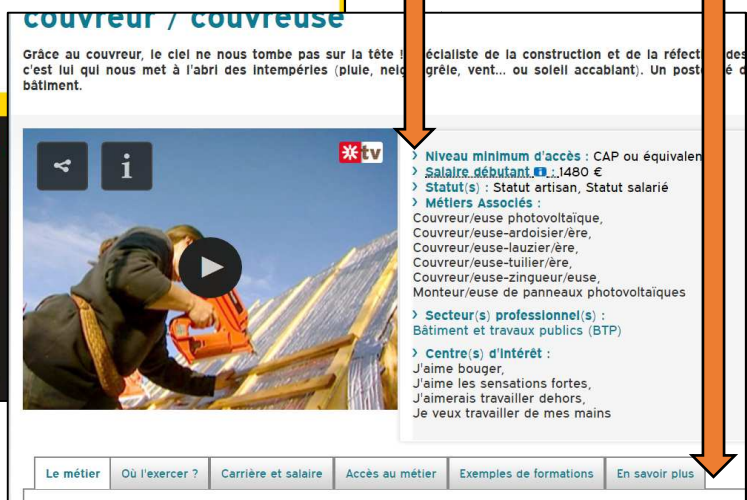 couvreur / couvreuse
Grâce au couvreur, le ciel ne nous tombe pas sur la tête ! de la construction et de la réfection des
c'est lui qui nous met à l'abri des intempéries (pluie, grêle, vent... ou soleil accablant). Un
bâtiment.
tv
i
› Niveau minimum d'accès : CAP ou
› Salaire débutant i : 1480 €
› Statut(s) : Statut artisan, Statut salarié
› Métiers Associés :
Couvreur/euse photovoltaïque,
Couvreur/euse-ardoisier/ère,
Couvreur/euse-lauzier/ère,
Couvreur/euse-tuilier/ère,
Couvreur/euse-zingueur/euse,
Monteur/euse de panneaux photovoltaïques
› Secteur(s) professionnel(s) :
Bâtiment et travaux publics (BTP)
› Centre(s) d'intérêt :
J'aime bouger,
J'aime les sensations fortes,
J'aimerais travailler dehors,
Je veux travailler de mes mains
Le métier Où l'exercer ? Carrière et salaire Accès au métier Exemples de formations En savoir plus